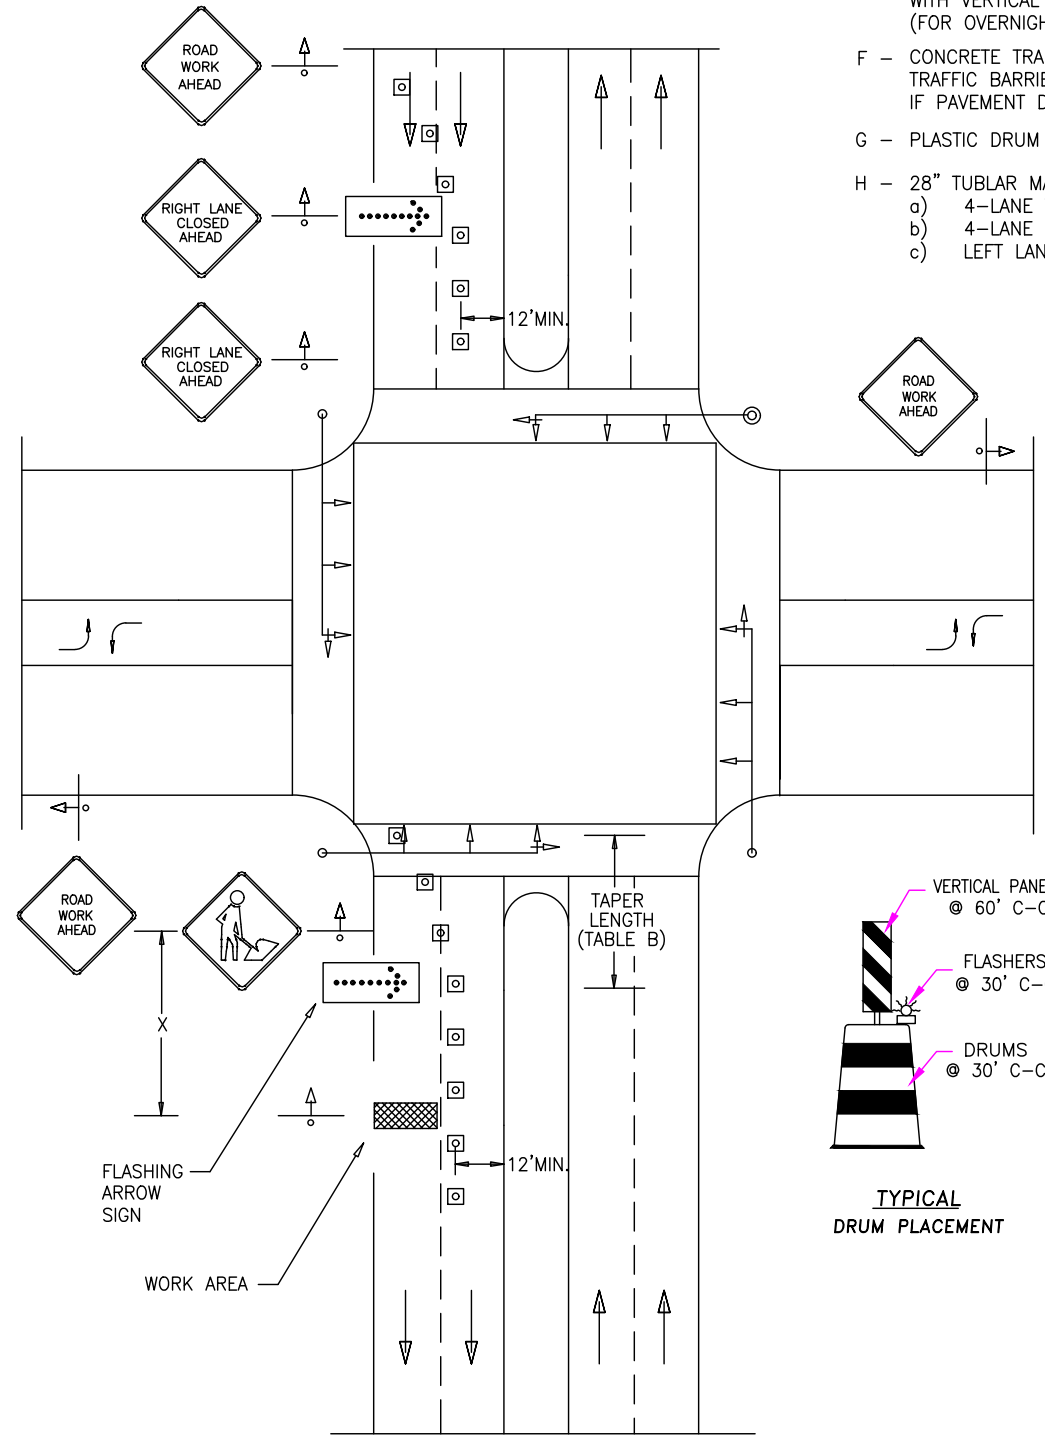 WITH VERTICAL
(FOR OVERNIGH
F – CONCRETE TRA
TRAFFIC BARRIE
IF PAVEMENT D
G – PLASTIC DRUM
H – 28" TUBLAR MA
a) 4–LANE
b) 4–LANE
c) LEFT LAN
ROAD
WORK
AHEAD
RIGHT LANE
CLOSED
AHEAD
12'MIN.
RIGHT LANE
CLOSED
AHEAD
ROAD
WORK
AHEAD
ROAD
WORK
AHEAD
TAPER
LENGTH
(TABLE B)
X
VERTICAL PANE
@ 60' C–C
FLASHERS
@ 30' C–
DRUMS
@ 30' C–C
12'MIN.
FLASHING
ARROW
SIGN
WORK AREA
TYPICAL
DRUM PLACEMENT